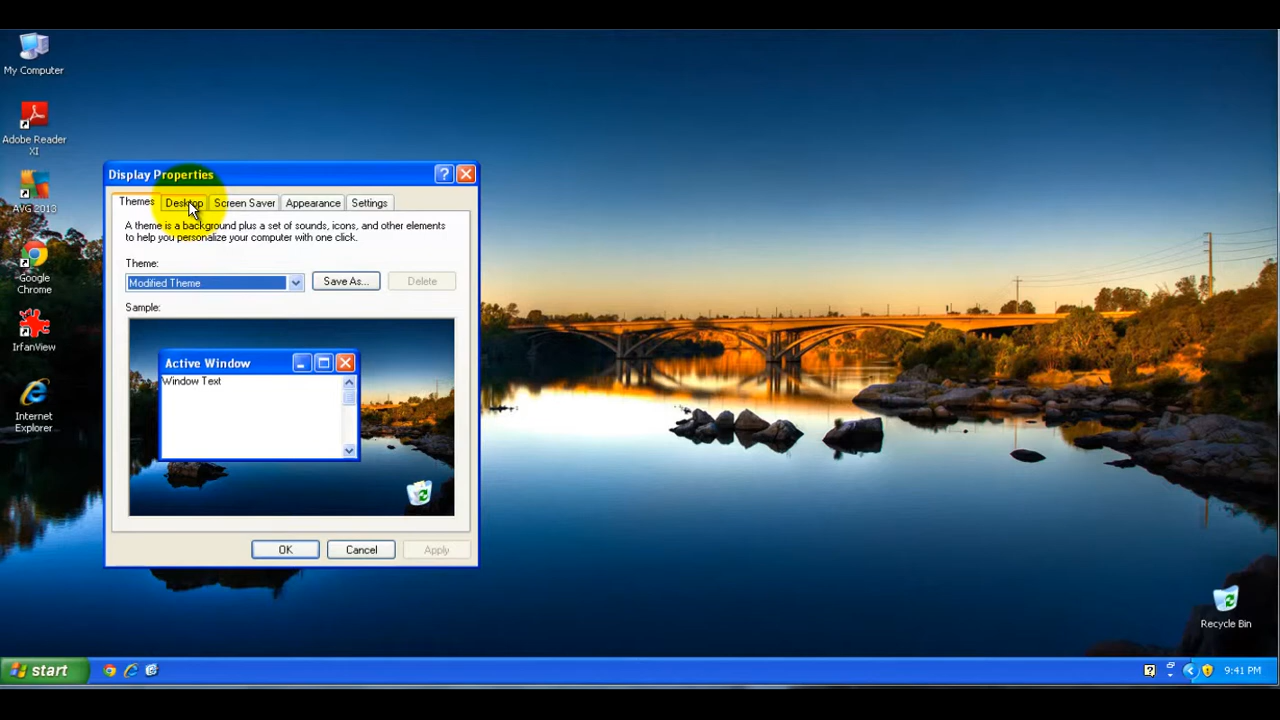 My Computer
Adobe Reader
XI
AVG 2013
Google
Chrome
IrfanView
Internet
Explorer
Display Properties
?
Themes
Desktop
Screen Saver
Appearance
Settings
A theme is a background plus a set of sounds, icons, and other elements
to help you personalize your computer with one click.
Theme:
Modified Theme
Save As...
Delete
Sample:
Active Window
Window Text
OK
Cancel
Apply
Recycle Bin
start
?
9:41 PM